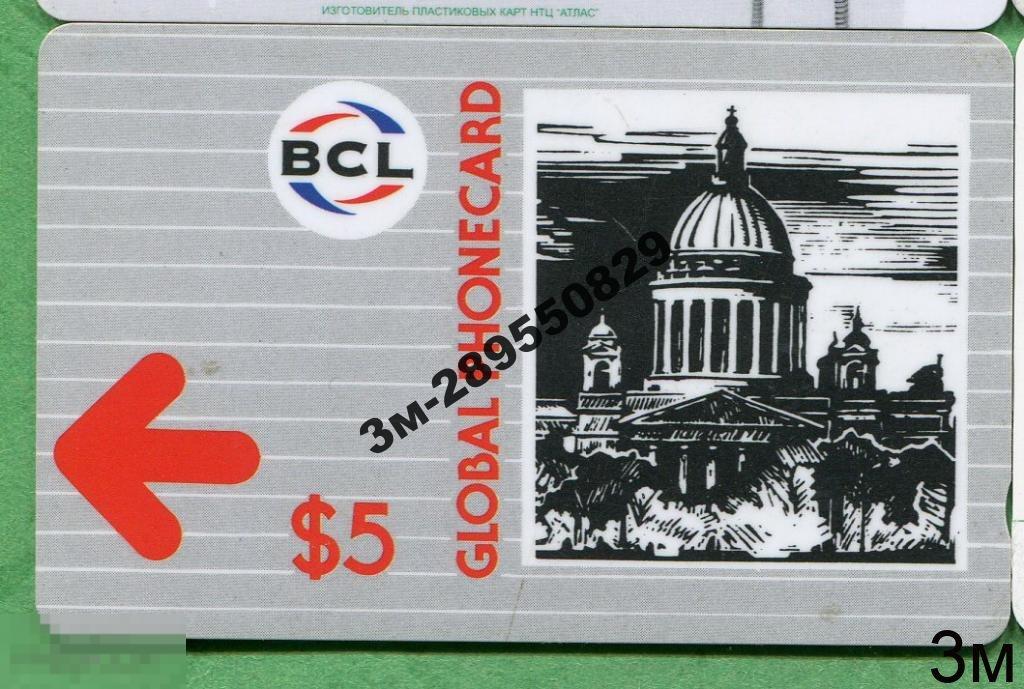 ИЗГОТОВИТЕЛЬ ПЛАСТИКОВЫХ КАРТ НТЦ "АТЛАС"
BCL
GLOBAL PHONECARD
$5
3м-289550829
3м